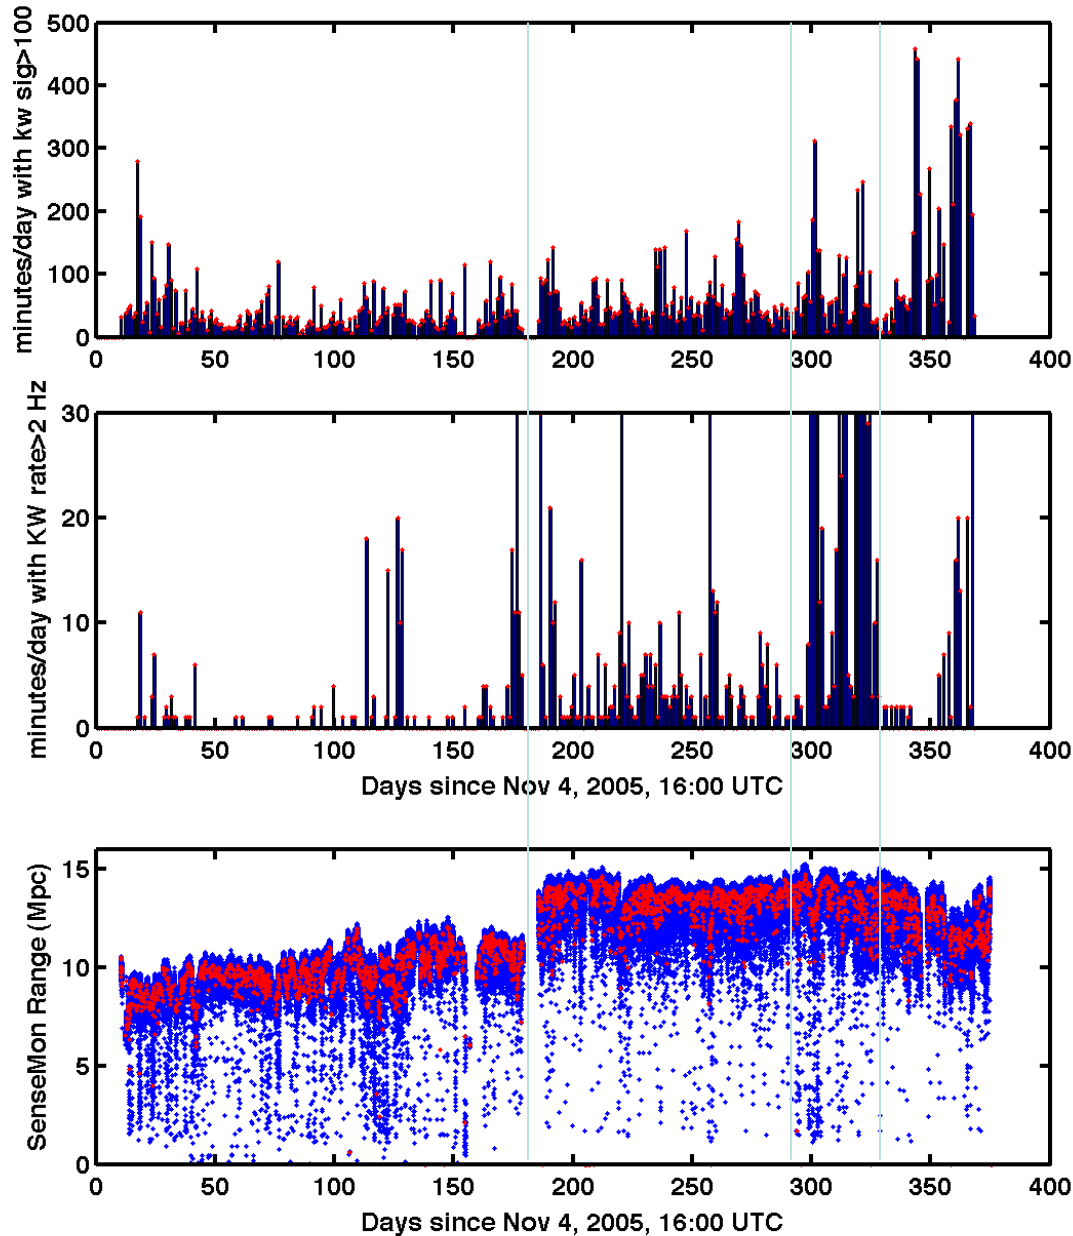 minutes/day with kw sig>100
500
400
300
200
100
0
0 50 100 150 200 250 300 350 400
minutes/day with KW rate>2 Hz
30
20
10
0
0 50 100 150 200 250 300 350 400
Days since Nov 4, 2005, 16:00 UTC
SenseMon Range (Mpc)
15
10
5
0
0 50 100 150 200 250 300 350 400
Days since Nov 4, 2005, 16:00 UTC